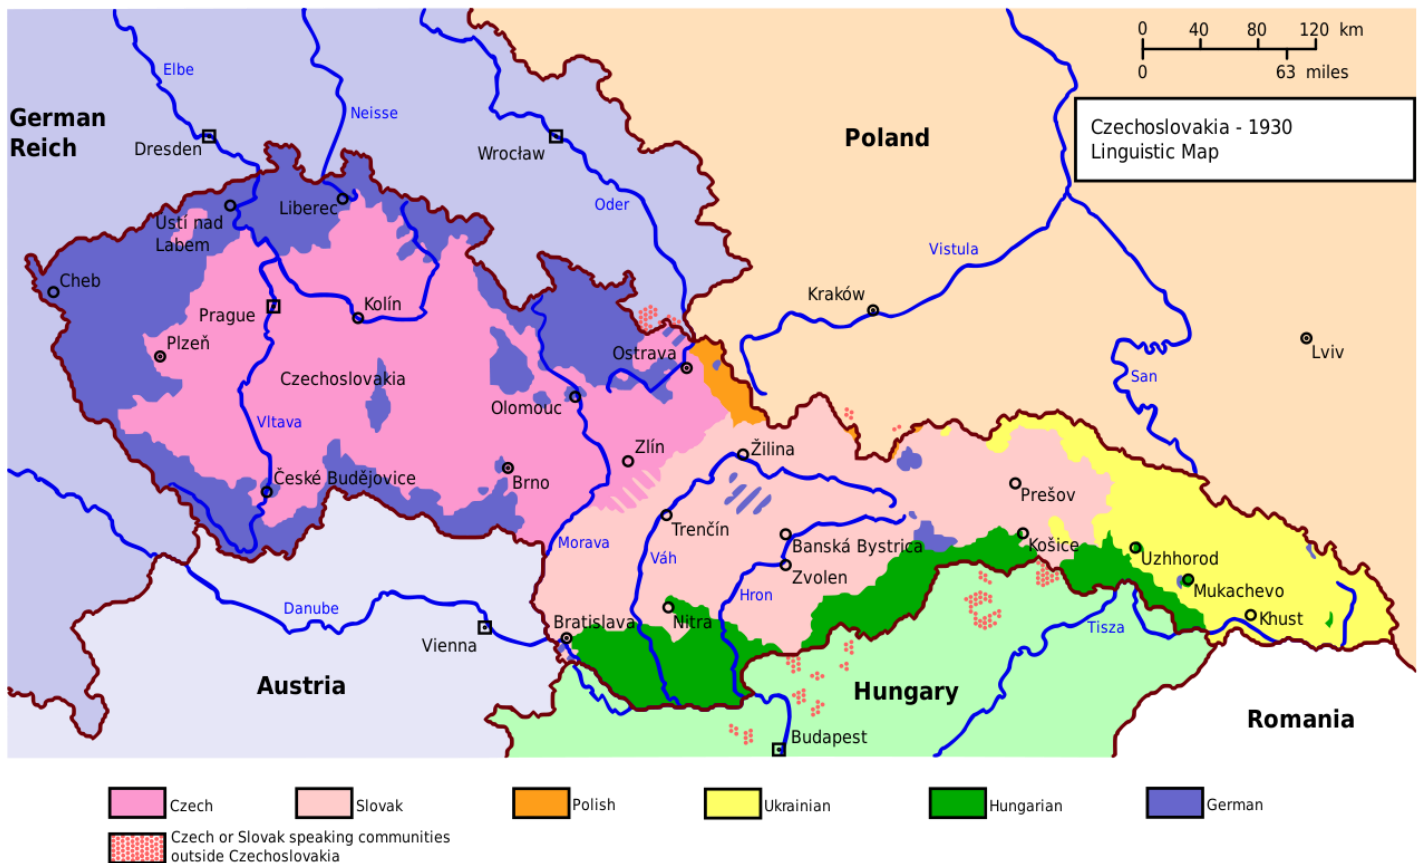 0 40 80 120 km
0 63 miles
Czechoslovakia - 1930
Linguistic Map
German
Reich
Elbe
Neisse
Dresden
Wrocław
Poland
Oder
Liberec
Ústí nad
Labem
Vistula
Cheb
Kraków
Prague
Kolín
Plzeň
Ostrava
Lviv
San
Czechoslovakia
Olomouc
Vltava
Zlín
Žilina
České Budějovice
Brno
Prešov
Trenčín
Morava
Váh
Banská Bystrica
Košice
Uzhhorod
Zvolen
Mukachevo
Hron
Danube
Bratislava
Nitra
Khust
Tisza
Vienna
Austria
Hungary
Romania
Budapest
Czech
Slovak
Polish
Ukrainian
Hungarian
German
Czech or Slovak speaking communities
outside Czechoslovakia